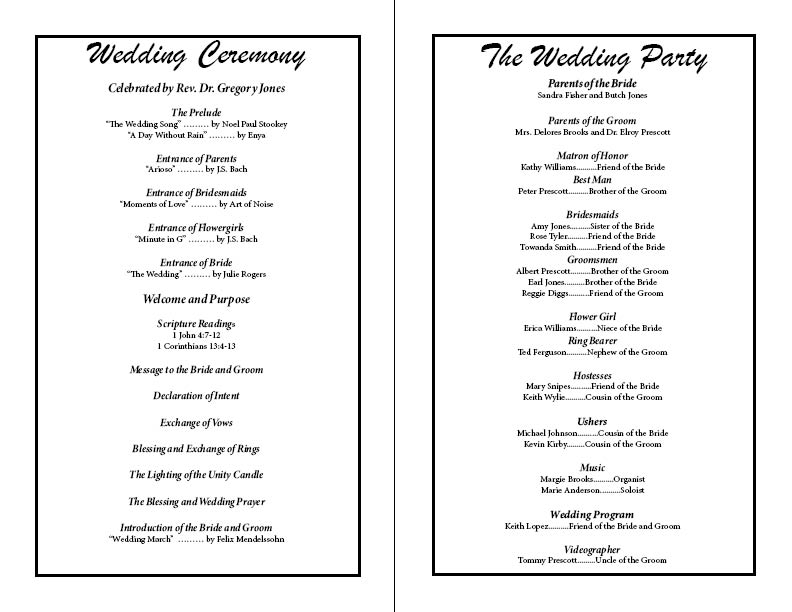 Wedding Ceremony
Celebrated by Rev. Dr. Gregory Jones
The Prelude
“The Wedding Song” ……… by Noel Paul Stookey
“A Day Without Rain” ……… by Enya
Entrance of Parents
“Arioso” ……… by J.S. Bach
Entrance of Bridesmaids
“Moments of Love” ……… by Art of Noise
Entrance of Flowergirls
“Minute in G” ……… by J.S. Bach
Entrance of Bride
“The Wedding” ……… by Julie Rogers
Welcome and Purpose
Scripture Readings
1 John 4:7-12
1 Corinthians 13:4-13
Message to the Bride and Groom
Declaration of Intent
Exchange of Vows
Blessing and Exchange of Rings
The Lighting of the Unity Candle
The Blessing and Wedding Prayer
Introduction of the Bride and Groom
“Wedding March” ……… by Felix Mendelssohn
The Wedding Party
Parents of the Bride
Sandra Fisher and Butch Jones
Parents of the Groom
Mrs. Delores Brooks and Dr. Elroy Prescott
Matron of Honor
Kathy Williams..........Friend of the Bride
Best Man
Peter Prescott..........Brother of the Groom
Bridesmaids
Amy Jones..........Sister of the Bride
Rose Tyler..........Friend of the Bride
Towanda Smith..........Friend of the Bride
Groomsmen
Albert Prescott..........Brother of the Groom
Earl Jones..........Brother of the Bride
Reggie Diggs..........Friend of the Groom
Flower Girl
Erica Williams..........Niece of the Bride
Ring Bearer
Ted Ferguson..........Nephew of the Groom
Hostesses
Mary Snipes..........Friend of the Bride
Keith Wylie..........Cousin of the Groom
Ushers
Michael Johnson..........Cousin of the Bride
Kevin Kirby..........Cousin of the Groom
Music
Margie Brooks..........Organist
Marie Anderson..........Soloist
Wedding Program
Keith Lopez..........Friend of the Bride and Groom
Videographer
Tommy Prescott..........Uncle of the Groom